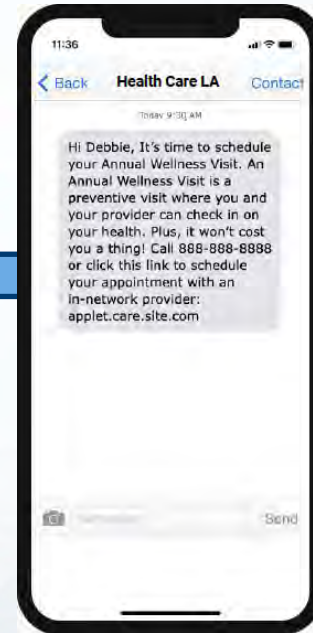 11:36
Back Health Care LA Contact
Today 9:30 AM
Hi Debbie, It's time to schedule
your Annual Wellness Visit. An
Annual Wellness Visit is a
preventive visit where you and
your provider can check in on
your health. Plus, it won't cost
you a thing! Call 888-888-8888
or click this link to schedule
your appointment with an
in-network provider:
applet.care.site.com
Send